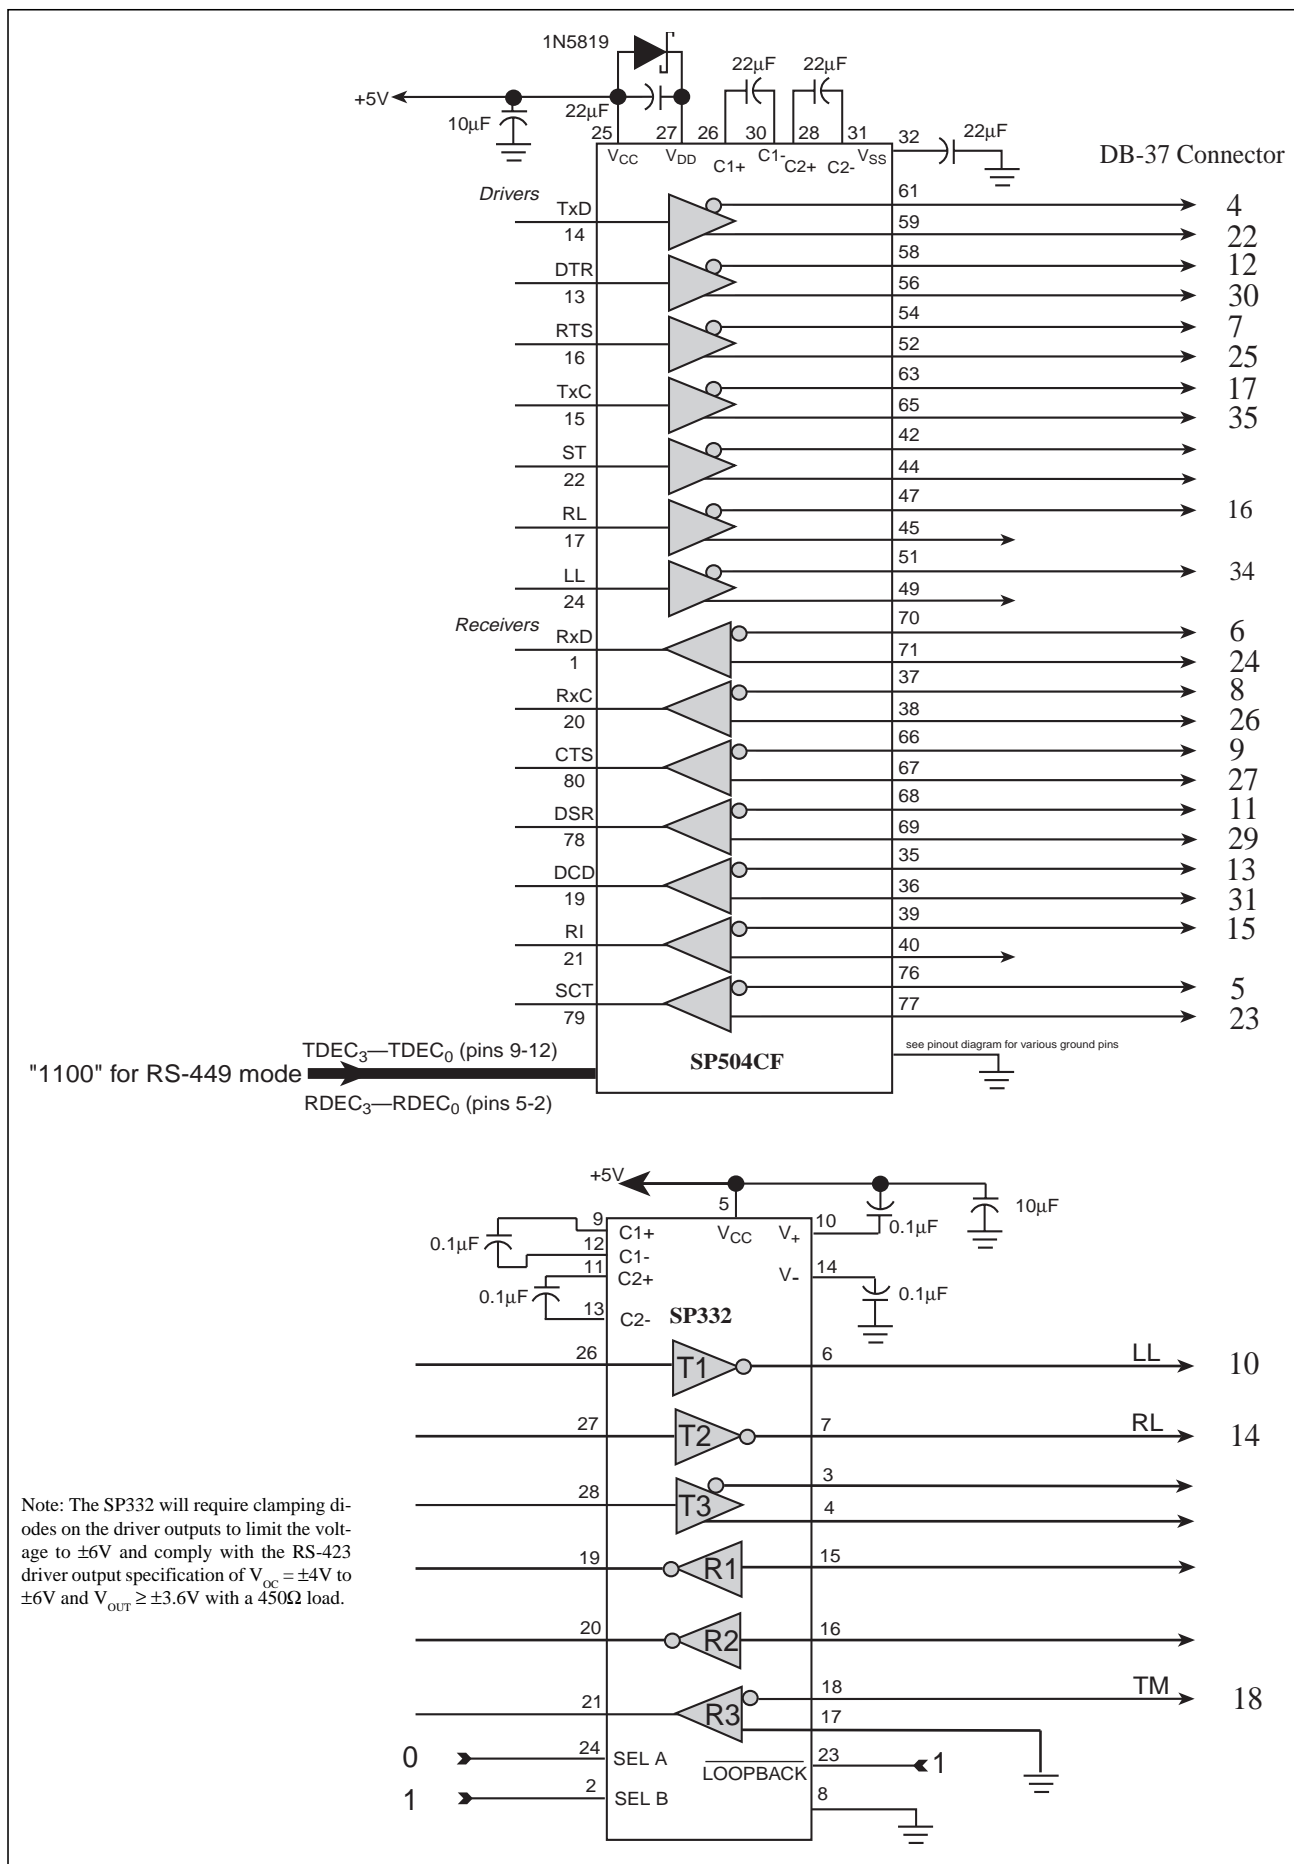 1N5819
22µF 22µF
+5V
10µF
22µF
25 27 26 30 28 31 32 22µF
VCC VDD C1+ C1- C2+ C2- VSS
DB-37 Connector
Drivers
61 4
TxD
14
59 22
58 12
DTR
13
56 30
54 7
RTS
16
52 25
63 17
TxC
15
65 35
42
ST
22
44
47 16
RL
17
45
51 34
LL
24
49
Receivers
70 6
RxD
1
71 24
37 8
RxC
20
38 26
66 9
CTS
80
67 27
68 11
DSR
78
69 29
35 13
DCD
19
36 31
39 15
RI
21
40
76 5
SCT
79
77 23
see pinout diagram for various ground pins
TDEC3—TDEC0 (pins 9-12)
SP504CF
"1100" for RS-449 mode
RDEC3—RDEC0 (pins 5-2)
+5V
5
10µF
9 C1+ VCC V+ 10 0.1µF
0.1µF 12 C1-
11 C2+ V- 14
0.1µF 0.1µF
13 C2- SP332
26 T1 6 LL 10
27 T2 7 RL 14
3
28 T3
4
Note: The SP332 will require clamping di-
odes on the driver outputs to limit the volt-
age to ±6V and comply with the RS-423
driver output specification of VOC = ±4V to
±6V and VOUT ≥ ±3.6V with a 450Ω load.
19 R1 15
20 R2 16
18 TM 18
21 R3 17
0 24 SEL A LOOPBACK 23 1
1 2 SEL B 8